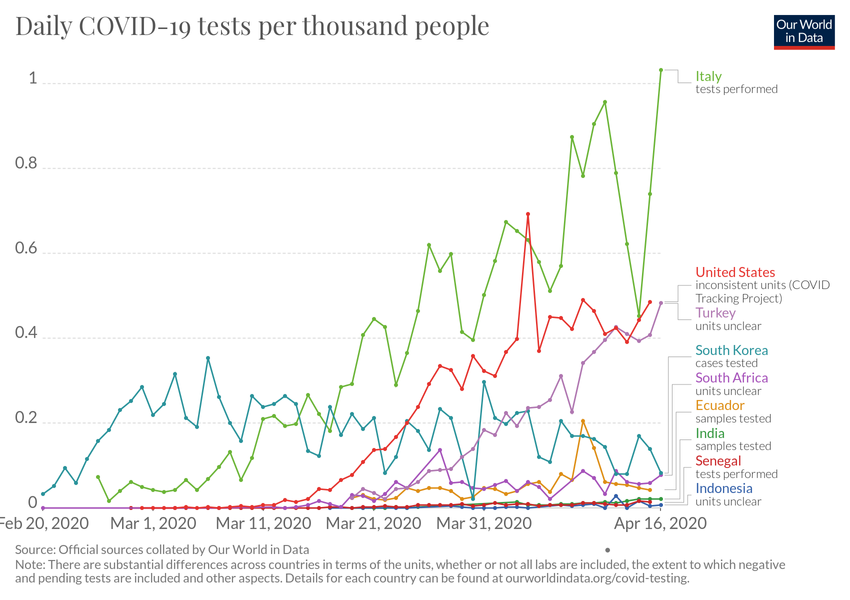 Daily COVID-19 tests per thousand people
Our World
in Data
1
0.8
0.6
0.4
0.2
0
Feb 20, 2020
Mar 1, 2020
Mar 11, 2020
Mar 21, 2020
Mar 31, 2020
Apr 16, 2020
Italy
tests performed
United States
inconsistent units (COVID
Tracking Project)
Turkey
units unclear
South Korea
cases tested
South Africa
units unclear
Ecuador
samples tested
India
samples tested
Senegal
tests performed
Indonesia
units unclear
Source: Official sources collated by Our World in Data
Note: There are substantial differences across countries in terms of the units, whether or not all labs are included, the extent to which negative
and pending tests are included and other aspects. Details for each country can be found at ourworldindata.org/covid-testing.